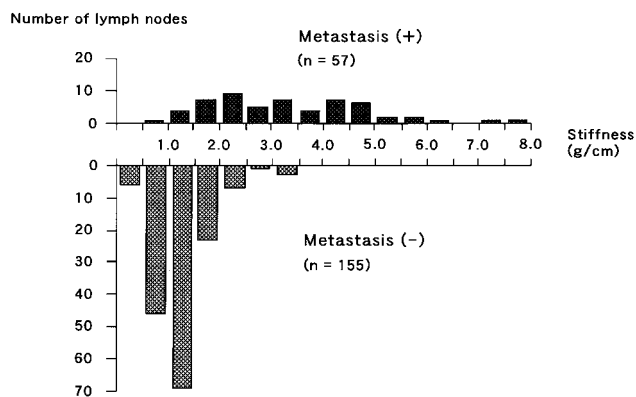 Number of lymph nodes
Metastasis (+)
(n = 57)
20
10
0
1.0 2.0 3.0 4.0 5.0 6.0 7.0 8.0
Stiffness
(g/cm)
0
10
20
30
40
50
60
70
Metastasis (-)
(n = 155)